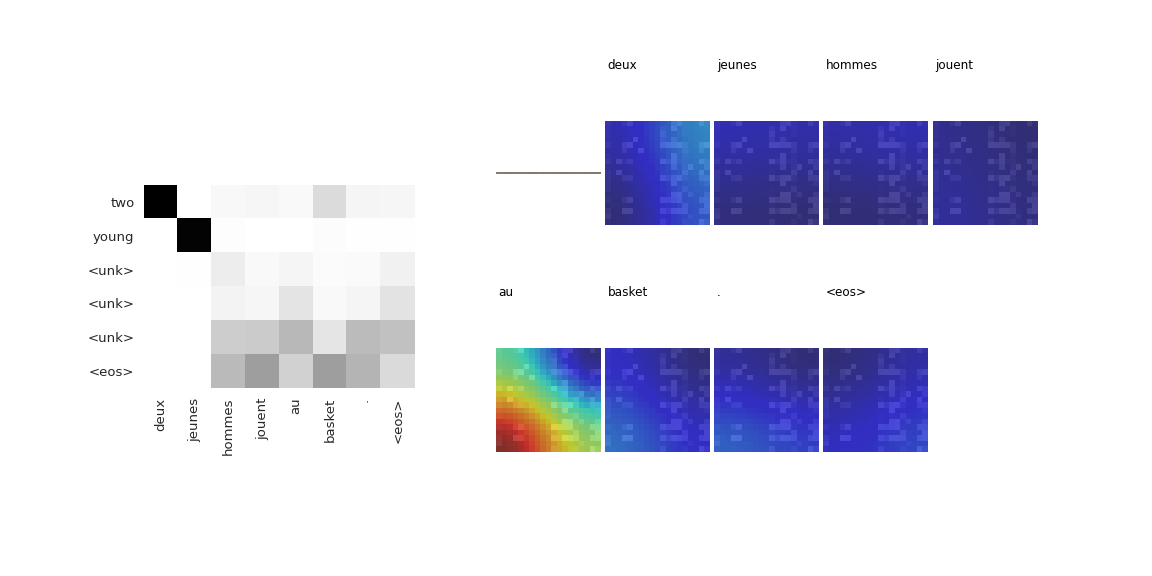 deux jeunes hommes jouent
two
young
<unk>
<unk>
<unk>
<eos>
au basket . <eos>
deux jeunes hommes jouent au basket . <eos>